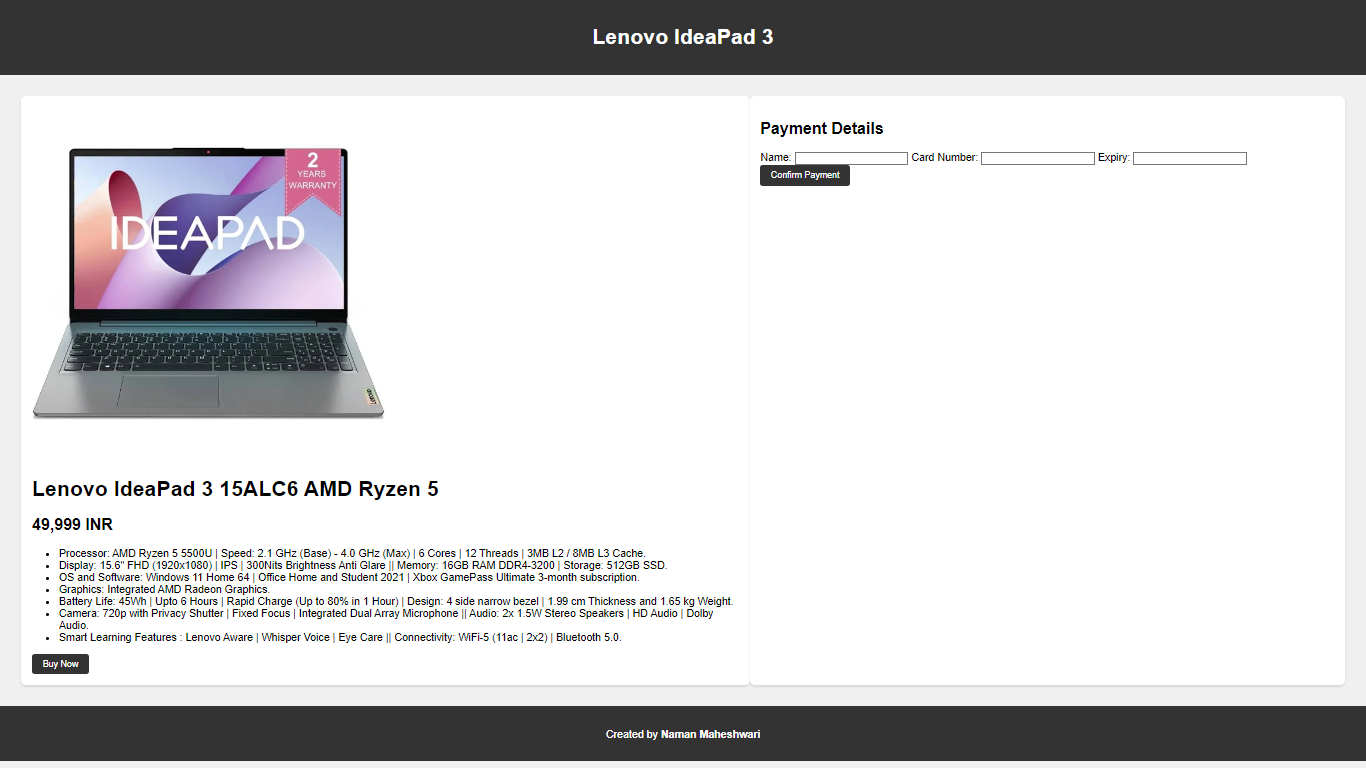 Lenovo IdeaPad 3
2
YEARS
WARRANTY
IDEAPAD
Lenovo
Lenovo IdeaPad 3 15ALC6 AMD Ryzen 5
49,999 INR
• Processor: AMD Ryzen 5 5500U | Speed: 2.1 GHz (Base) - 4.0 GHz (Max) | 6 Cores | 12 Threads | 3MB L2 / 8MB L3 Cache.
• Display: 15.6" FHD (1920x1080) | IPS | 300Nits Brightness Anti Glare || Memory: 16GB RAM DDR4-3200 | Storage: 512GB SSD.
• OS and Software: Windows 11 Home 64 | Office Home and Student 2021 | Xbox GamePass Ultimate 3-month subscription.
• Graphics: Integrated AMD Radeon Graphics.
• Battery Life: 45Wh | Upto 6 Hours | Rapid Charge (Up to 80% in 1 Hour) | Design: 4 side narrow bezel | 1.99 cm Thickness and 1.65 kg Weight.
• Camera: 720p with Privacy Shutter | Fixed Focus | Integrated Dual Array Microphone || Audio: 2x 1.5W Stereo Speakers | HD Audio | Dolby
Audio.
• Smart Learning Features : Lenovo Aware | Whisper Voice | Eye Care || Connectivity: WiFi-5 (11ac | 2x2) | Bluetooth 5.0.
Buy Now
Payment Details
Name: Card Number: Expiry:
Confirm Payment
Created by Naman Maheshwari